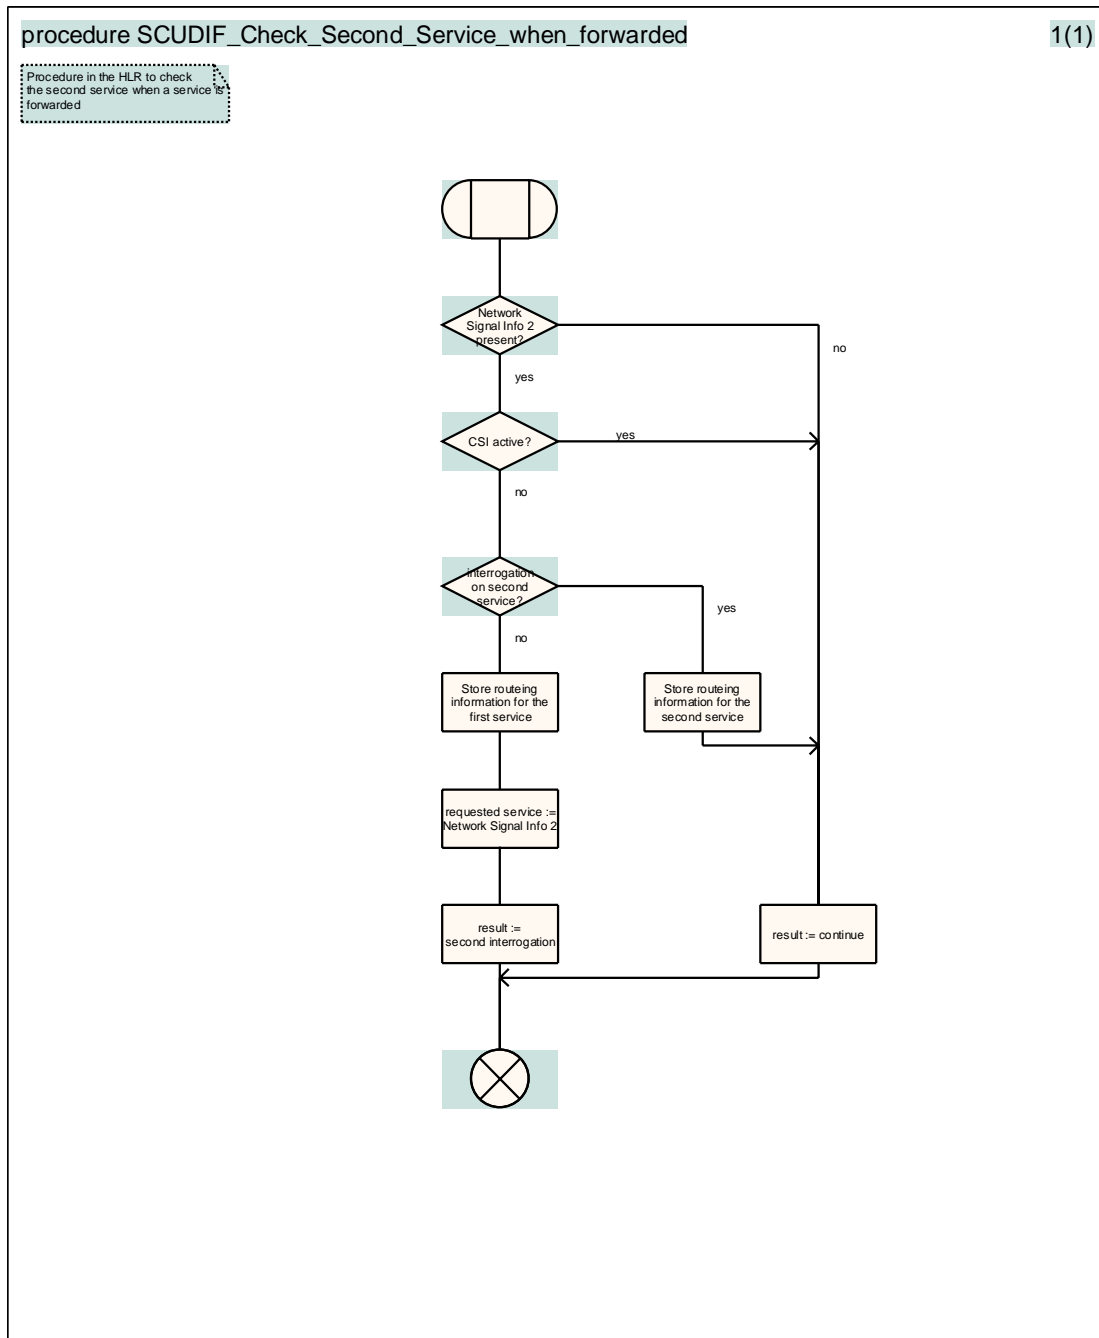 procedure SCUDIF_Check_Second_Service_when_forwarded
1(1)
Procedure in the HLR to check
the second service when a service is
forwarded
Network
Signal Info 2
present?
no
yes
CSI active?
yes
no
interrogation
on second
service?
yes
no
Store routeing
information for the
first service
Store routeing
information for the
second service
requested service :=
Network Signal Info 2
result :=
second interrogation
result := continue